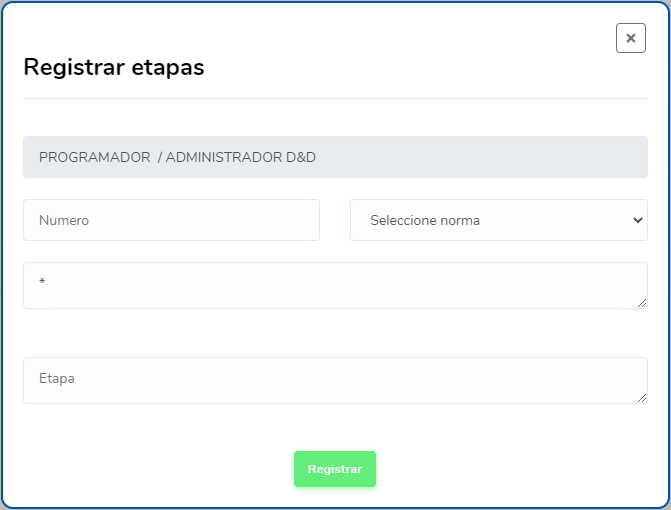 ×
Registrar etapas
PROGRAMADOR / ADMINISTRADOR D&D
Numero
Seleccione norma
*
Etapa
Registrar